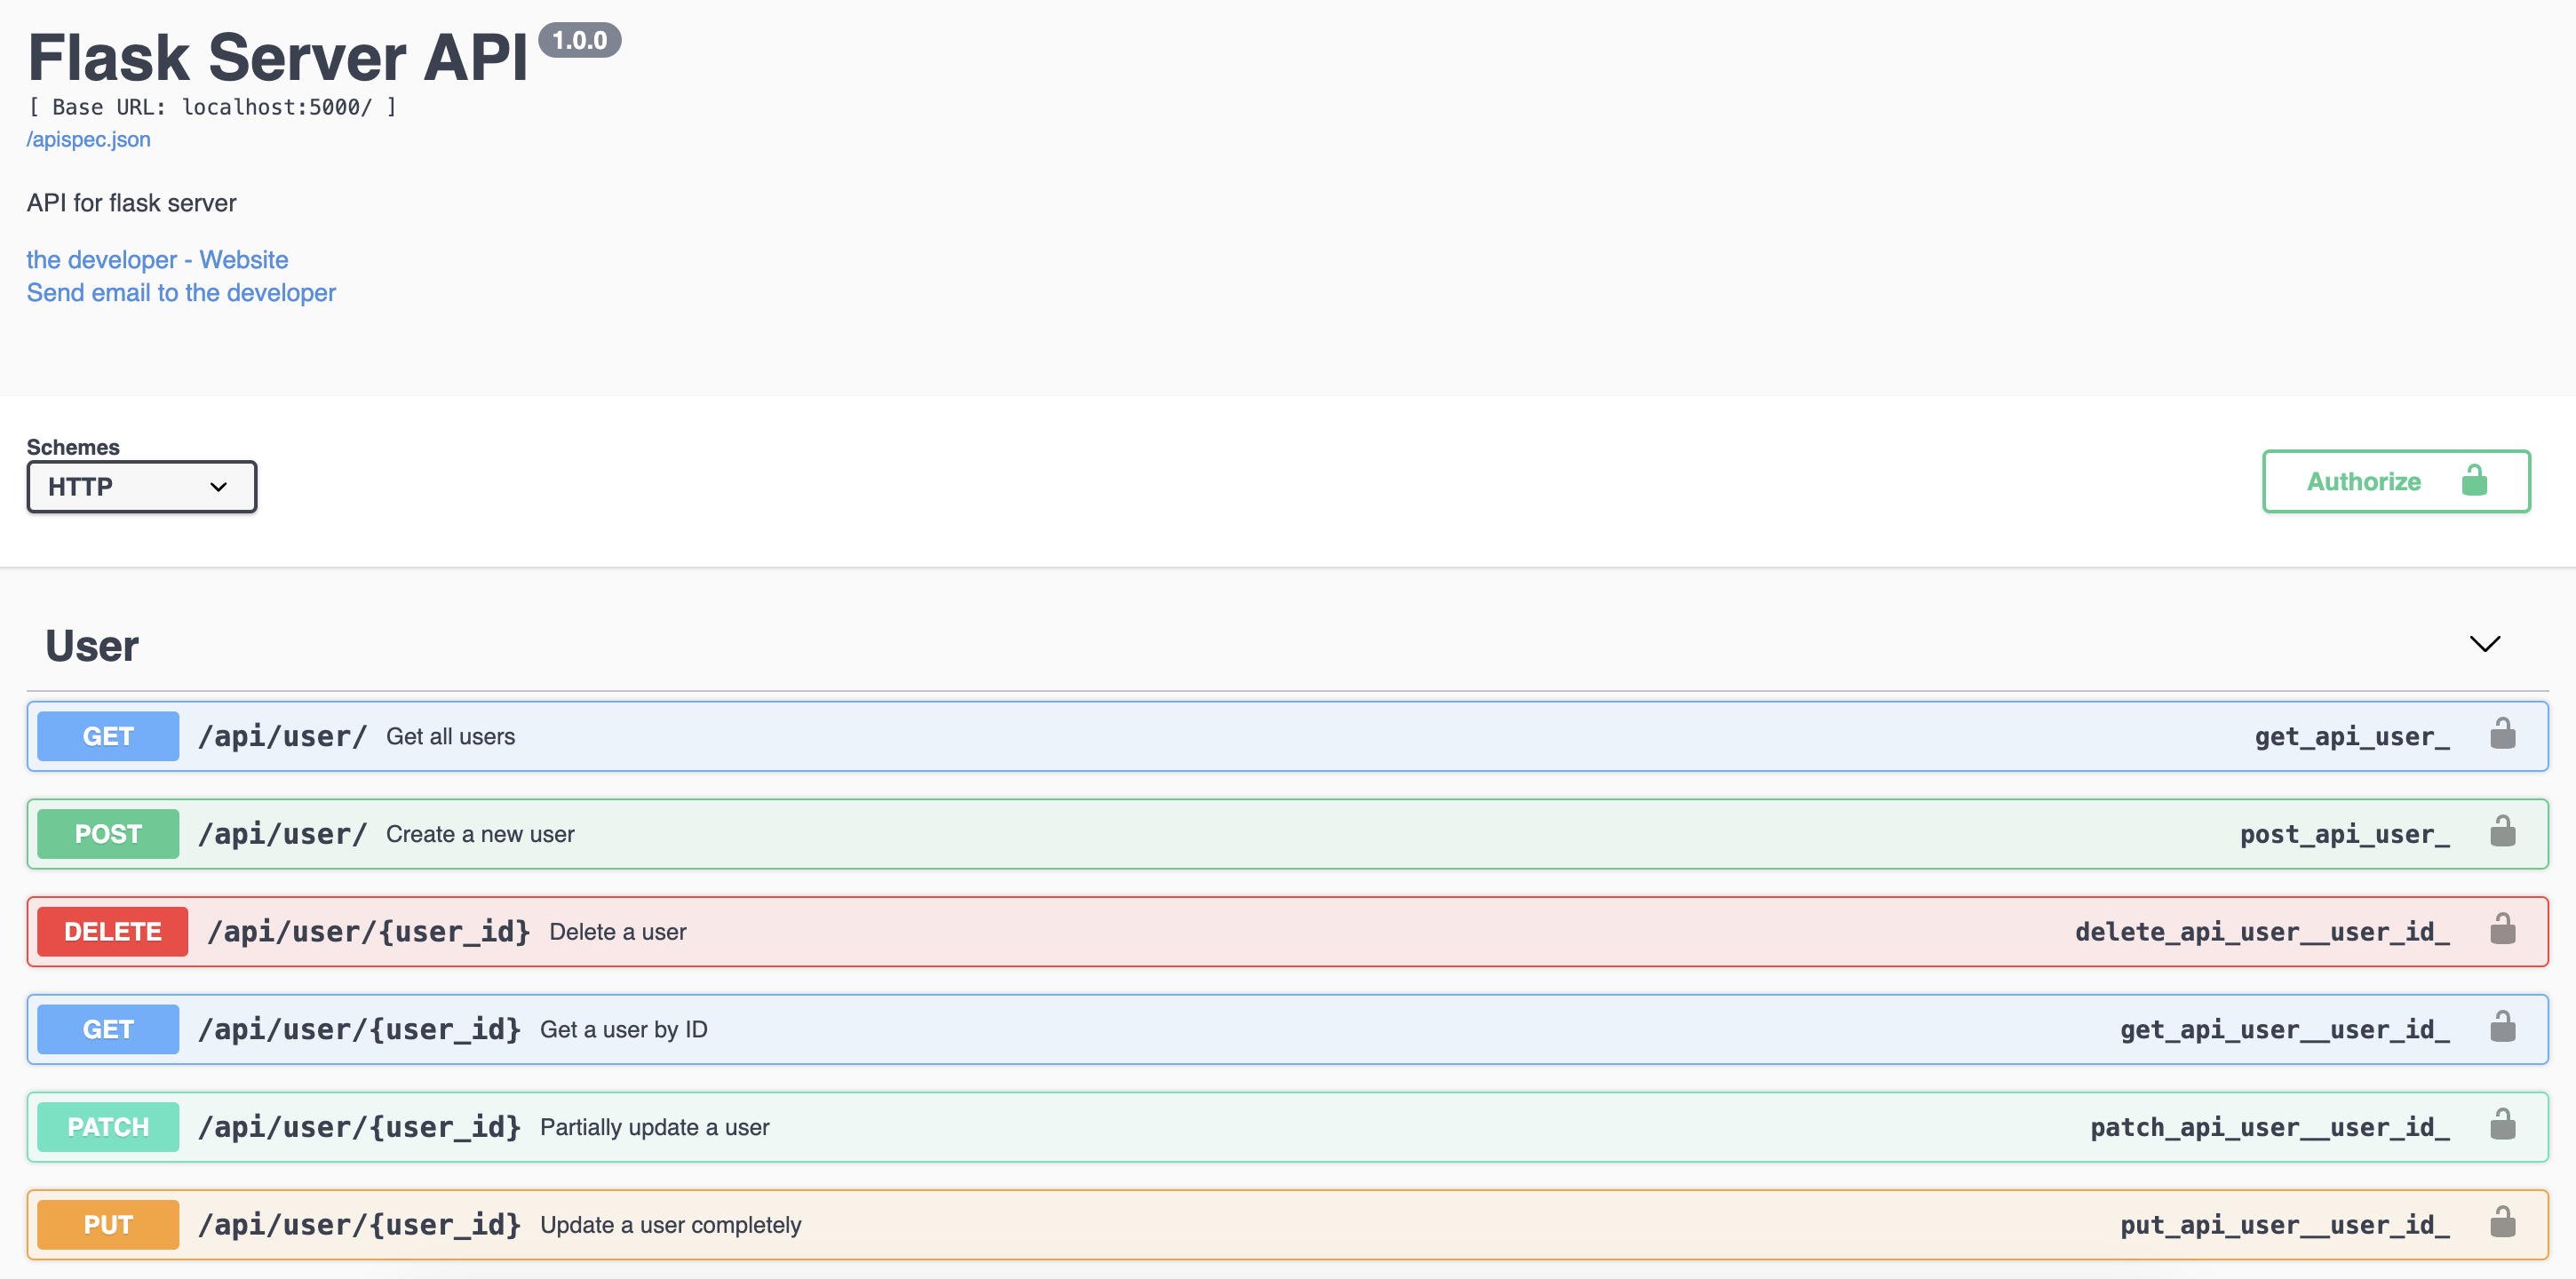 Flask Server API 1.0.0
[ Base URL: localhost:5000/ ]
/apispec.json
API for flask server
the developer - Website
Send email to the developer
Schemes
HTTP
Authorize
User
GET /api/user/ Get all users get_api_user_
POST /api/user/ Create a new user post_api_user_
DELETE /api/user/{user_id} Delete a user delete_api_user__user_id_
GET /api/user/{user_id} Get a user by ID get_api_user__user_id_
PATCH /api/user/{user_id} Partially update a user patch_api_user__user_id_
PUT /api/user/{user_id} Update a user completely put_api_user__user_id_